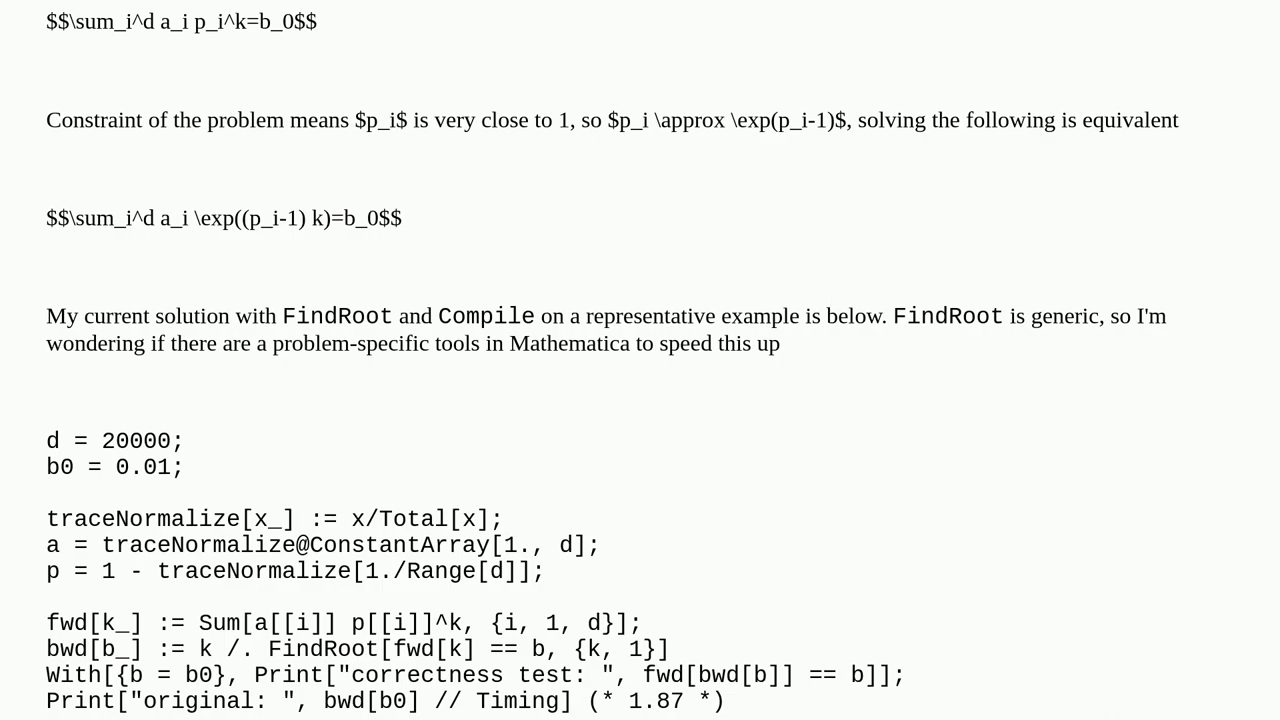 $$\sum_i^d a_i p_i^k=b_0$$
Constraint of the problem means $p_i$ is very close to 1, so $p_i \approx \exp(p_i-1)$, solving the following is equivalent
$$\sum_i^d a_i \exp((p_i-1) k)=b_0$$
My current solution with FindRoot and Compile on a representative example is below. FindRoot is generic, so I'm
wondering if there are a problem-specific tools in Mathematica to speed this up
d = 20000;
b0 = 0.01;
traceNormalize[x_] := x/Total[x];
a = traceNormalize@ConstantArray[1., d];
p = 1 - traceNormalize[1./Range[d]];
fwd[k_] := Sum[a[[i]] p[[i]]^k, {i, 1, d}];
bwd[b_] := k /. FindRoot[fwd[k] == b, {k, 1}]
With[{b = b0}, Print["correctness test: ", fwd[bwd[b]] == b]];
Print["original: ", bwd[b0] // Timing] (* 1.87 *)